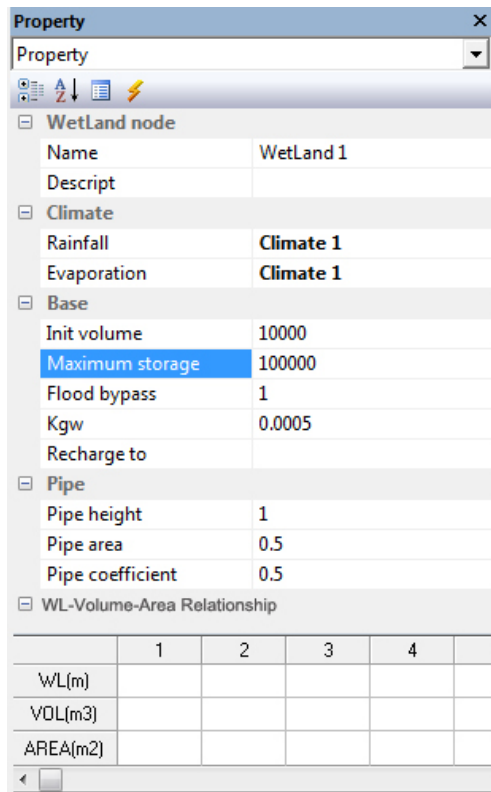 Property
Property
WetLand node
Name WetLand 1
Descript
Climate
Rainfall Climate 1
Evaporation Climate 1
Base
Init volume 10000
Maximum storage 100000
Flood bypass 1
Kgw 0.0005
Recharge to
Pipe
Pipe height 1
Pipe area 0.5
Pipe coefficient 0.5
WL-Volume-Area Relationship
1 2 3 4
WL(m)
VOL(m3)
AREA(m2)